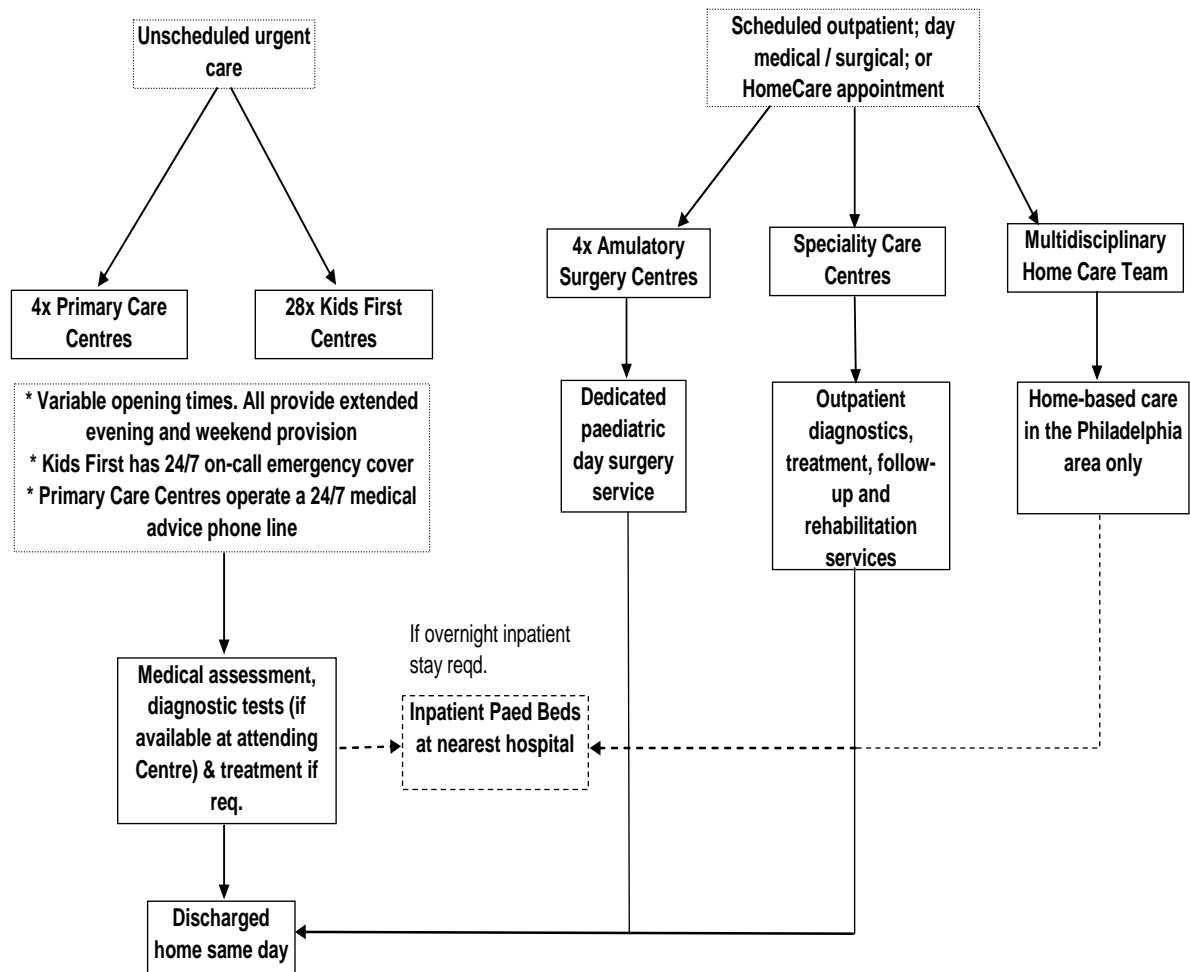 Unscheduled urgent
care
Scheduled outpatient; day
medical / surgical; or
HomeCare appointment
4x Primary Care
Centres
28x Kids First
Centres
4x Amulatory
Surgery Centres
Speciality Care
Centres
Multidisciplinary
Home Care Team
* Variable opening times. All provide extended
evening and weekend provision
* Kids First has 24/7 on-call emergency cover
* Primary Care Centres operate a 24/7 medical
advice phone line
Dedicated
paediatric
day surgery
service
Outpatient
diagnostics,
treatment, follow-
up and
rehabilitation
services
Home-based care
in the Philadelphia
area only
If overnight inpatient
stay reqd.
Medical assessment,
diagnostic tests (if
available at attending
Centre) & treatment if
req.
Inpatient Paed Beds
at nearest hospital
Discharged
home same day